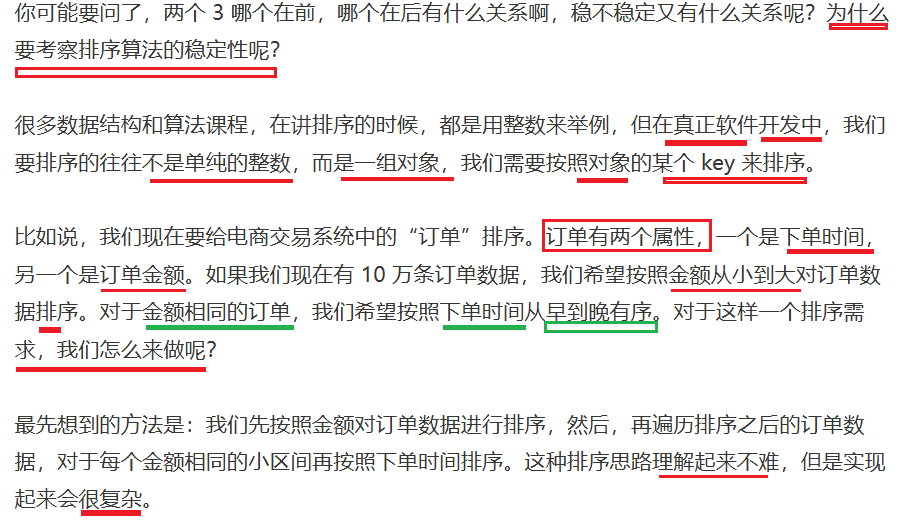 你可能要问了，两个 3 哪个在前，哪个在后有什么关系啊，稳不稳定又有什么关系呢？为什么
要考察排序算法的稳定性呢？
很多数据结构和算法课程，在讲排序的时候，都是用整数来举例，但在真正软件开发中，我们
要排序的往往不是单纯的整数，而是一组对象，我们需要按照对象的某个 key 来排序。
比如说，我们现在要给电商交易系统中的“订单”排序。订单有两个属性，一个是下单时间，
另一个是订单金额。如果我们现在有 10 万条订单数据，我们希望按照金额从小到大对订单数
据排序。对于金额相同的订单，我们希望按照下单时间从早到晚有序。对于这样一个排序需
求，我们怎么来做呢？
最先想到的方法是：我们先按照金额对订单数据进行排序，然后，再遍历排序之后的订单数
据，对于每个金额相同的小区间再按照下单时间排序。这种排序思路理解起来不难，但是实现
起来会很复杂。